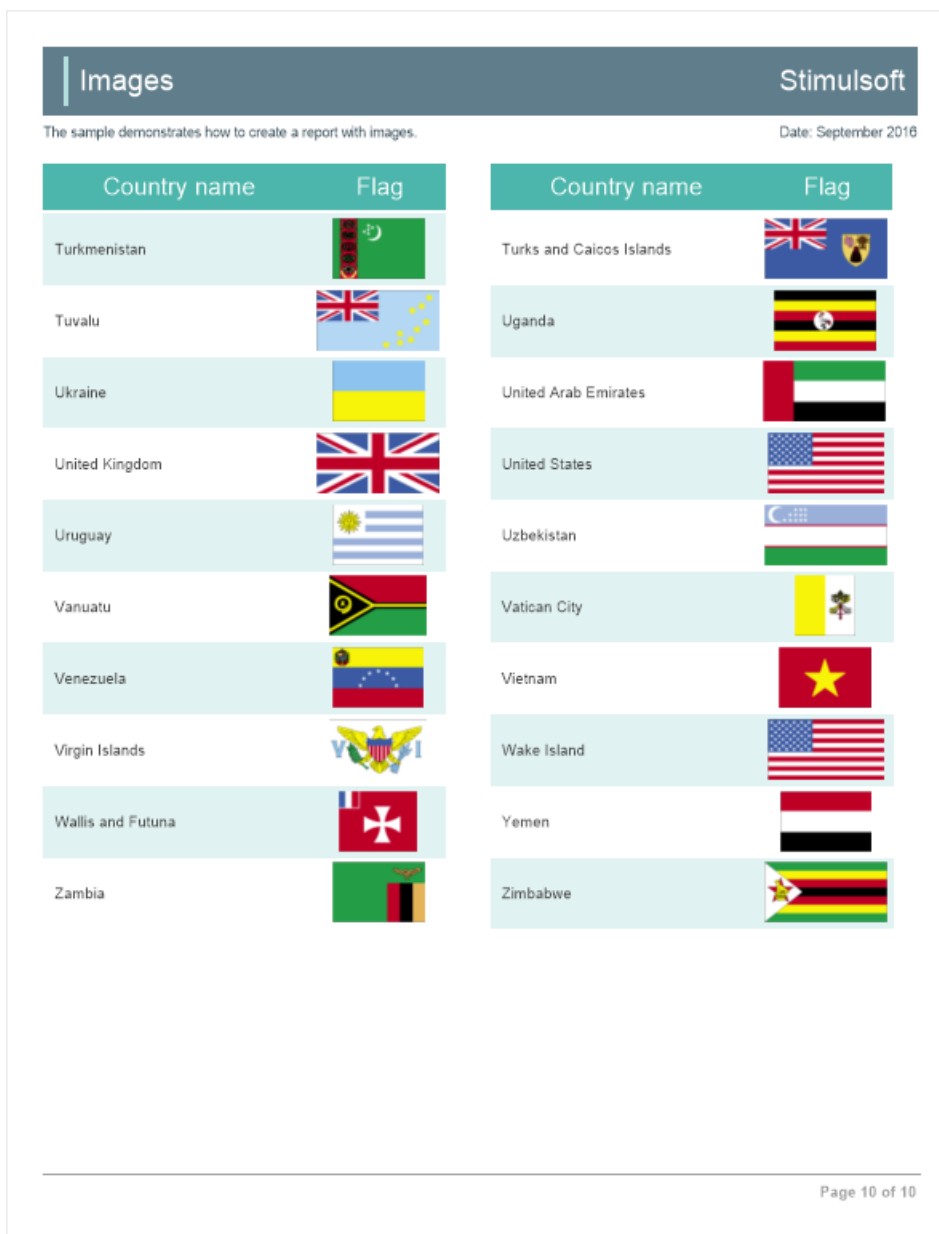 Images Stimulsoft
The sample demonstrates how to create a report with images. Date: September 2016
Country name Flag Country name Flag
Turkmenistan Turks and Caicos Islands
Tuvalu Uganda
Ukraine United Arab Emirates
United Kingdom United States
Uruguay Uzbekistan
Vanuatu Vatican City
Venezuela Vietnam
Virgin Islands V I Wake Island
Wallis and Futuna Yemen
Zambia Zimbabwe
Page 10 of 10